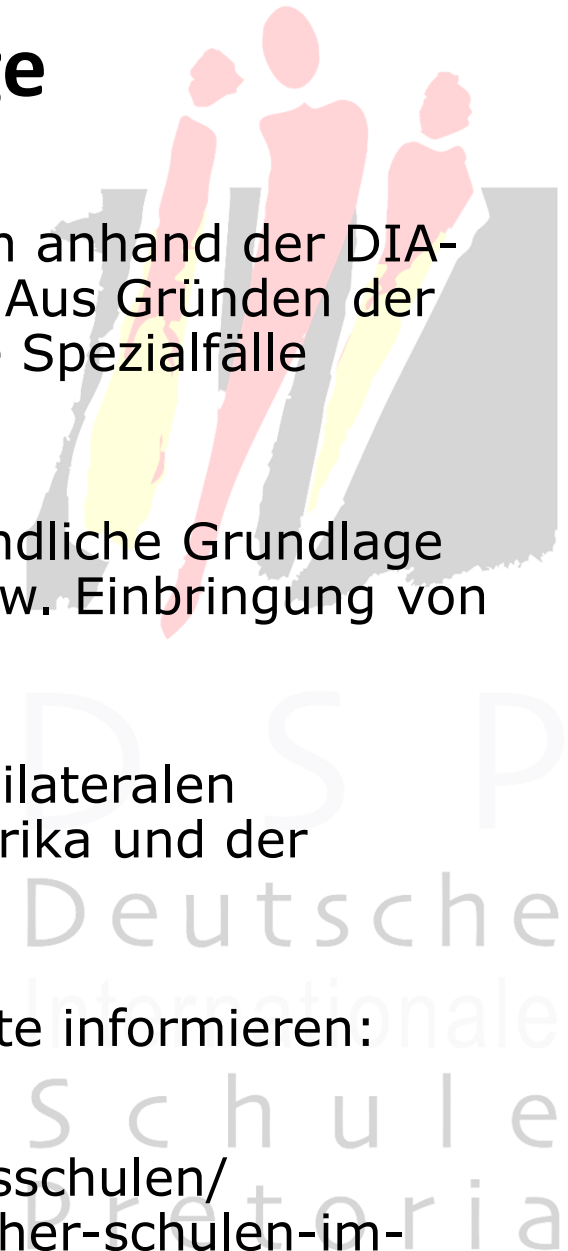 ge
n anhand der DIA-
Aus Gründen der
e Spezialfälle
ndliche Grundlage
w. Einbringung von
D S P
ilateralen
rika und der
Deutsche
te informieren:
Internationale
Schule
sschulen/
Pretoria
her-schulen-im-